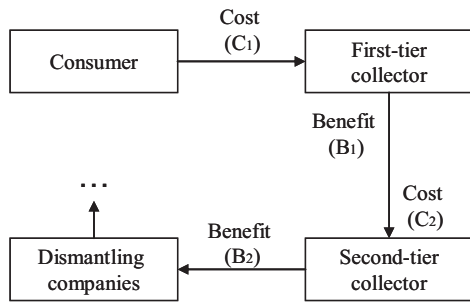 Cost
(C1)
Consumer
First-tier
collector
Benefit
(B1)
...
Cost
(C2)
Benefit
(B2)
Dismantling
companies
Second-tier
collector